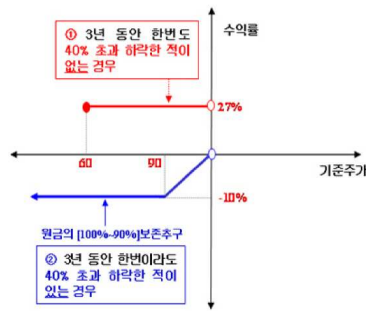 ① 3년 동안 한번도
40% 초과 하락한 적이
없는 경우
수익률
27%
60
90
기준주가
-10%
원금의 [100%~90%]보존추구
② 3년 동안 한번이라도
40% 초과 하락한 적이
있는 경우